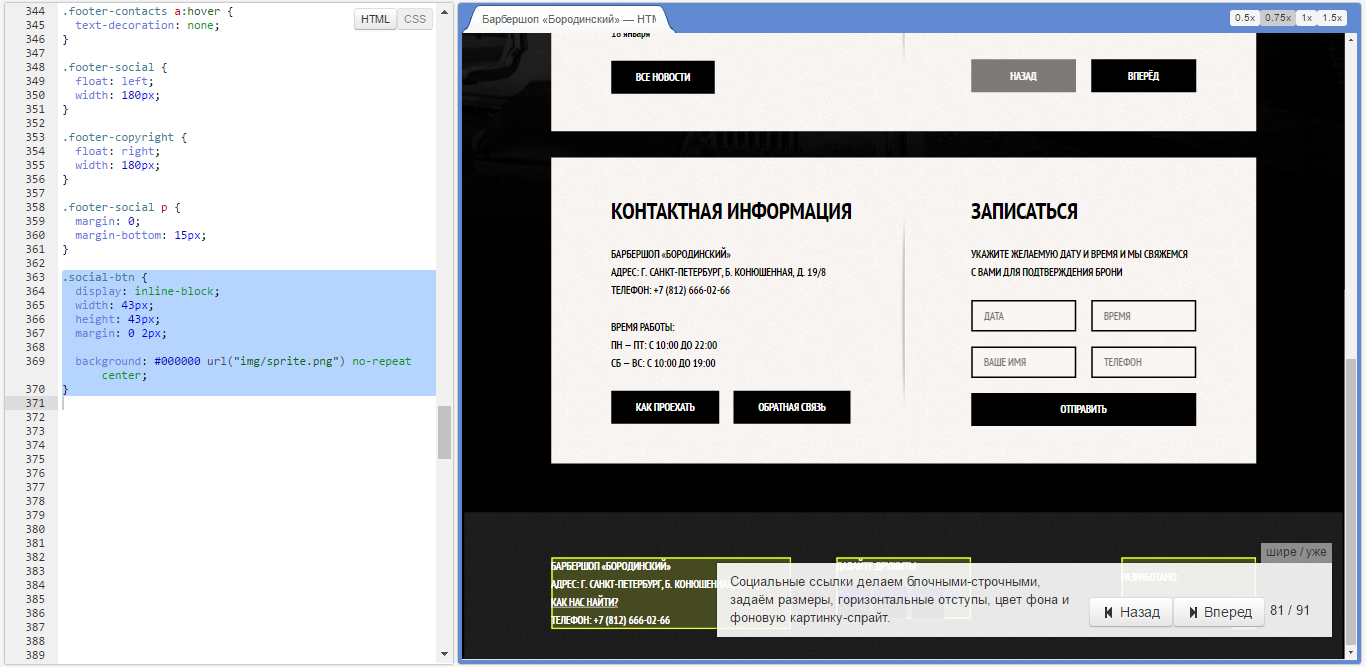 344 .footer-contacts a:hover {
345 text-decoration: none;
346 }
347
348 .footer-social {
349 float: left;
350 width: 180px;
351 }
352
353 .footer-copyright {
354 float: right;
355 width: 180px;
356 }
357
358 .footer-social p {
359 margin: 0;
360 margin-bottom: 15px;
361 }
362
363 .social-btn {
364 display: inline-block;
365 width: 43px;
366 height: 43px;
367 margin: 0 2px;
368
369 background: #000000 url("img/sprite.png") no-repeat
center;
370 }
371
372
373
374
375
376
377
378
379
380
381
382
383
384
385
386
387
388
389
HTML CSS
Барбершоп «Бородинский» — HTM
0.5x 0.75x 1x 1.5x
18 января
ВСЕ НОВОСТИ
НАЗАД ВПЕРЁД
КОНТАКТНАЯ ИНФОРМАЦИЯ
БАРБЕРШОП «БОРОДИНСКИЙ»
АДРЕС: Г. САНКТ-ПЕТЕРБУРГ, Б. КОНЮШЕННАЯ, Д. 19/8
ТЕЛЕФОН: +7 (812) 666-02-66
ВРЕМЯ РАБОТЫ:
ПН – ПТ: С 10:00 ДО 22:00
СБ – ВС: С 10:00 ДО 19:00
КАК ПРОЕХАТЬ ОБРАТНАЯ СВЯЗЬ
ЗАПИСАТЬСЯ
УКАЖИТЕ ЖЕЛАЕМУЮ ДАТУ И ВРЕМЯ И МЫ СВЯЖЕМСЯ
С ВАМИ ДЛЯ ПОДТВЕРЖДЕНИЯ БРОНИ
ДАТА ВРЕМЯ
ВАШЕ ИМЯ ТЕЛЕФОН
ОТПРАВИТЬ
БАРБЕРШОП «БОРОДИНСКИЙ»
АДРЕС: Г. САНКТ-ПЕТЕРБУРГ, Б. КОНЮШЕНН
КАК НАС НАЙТИ?
ТЕЛЕФОН: +7 (812) 666-02-66
ДАВАЙТЕ ДРУЖИТЬ!
РАЗРАБОТАНО:
шире / уже
Социальные ссылки делаем блочными-строчными,
задаём размеры, горизонтальные отступы, цвет фона и
фоновую картинку-спрайт.
Назад Вперед 81 / 91